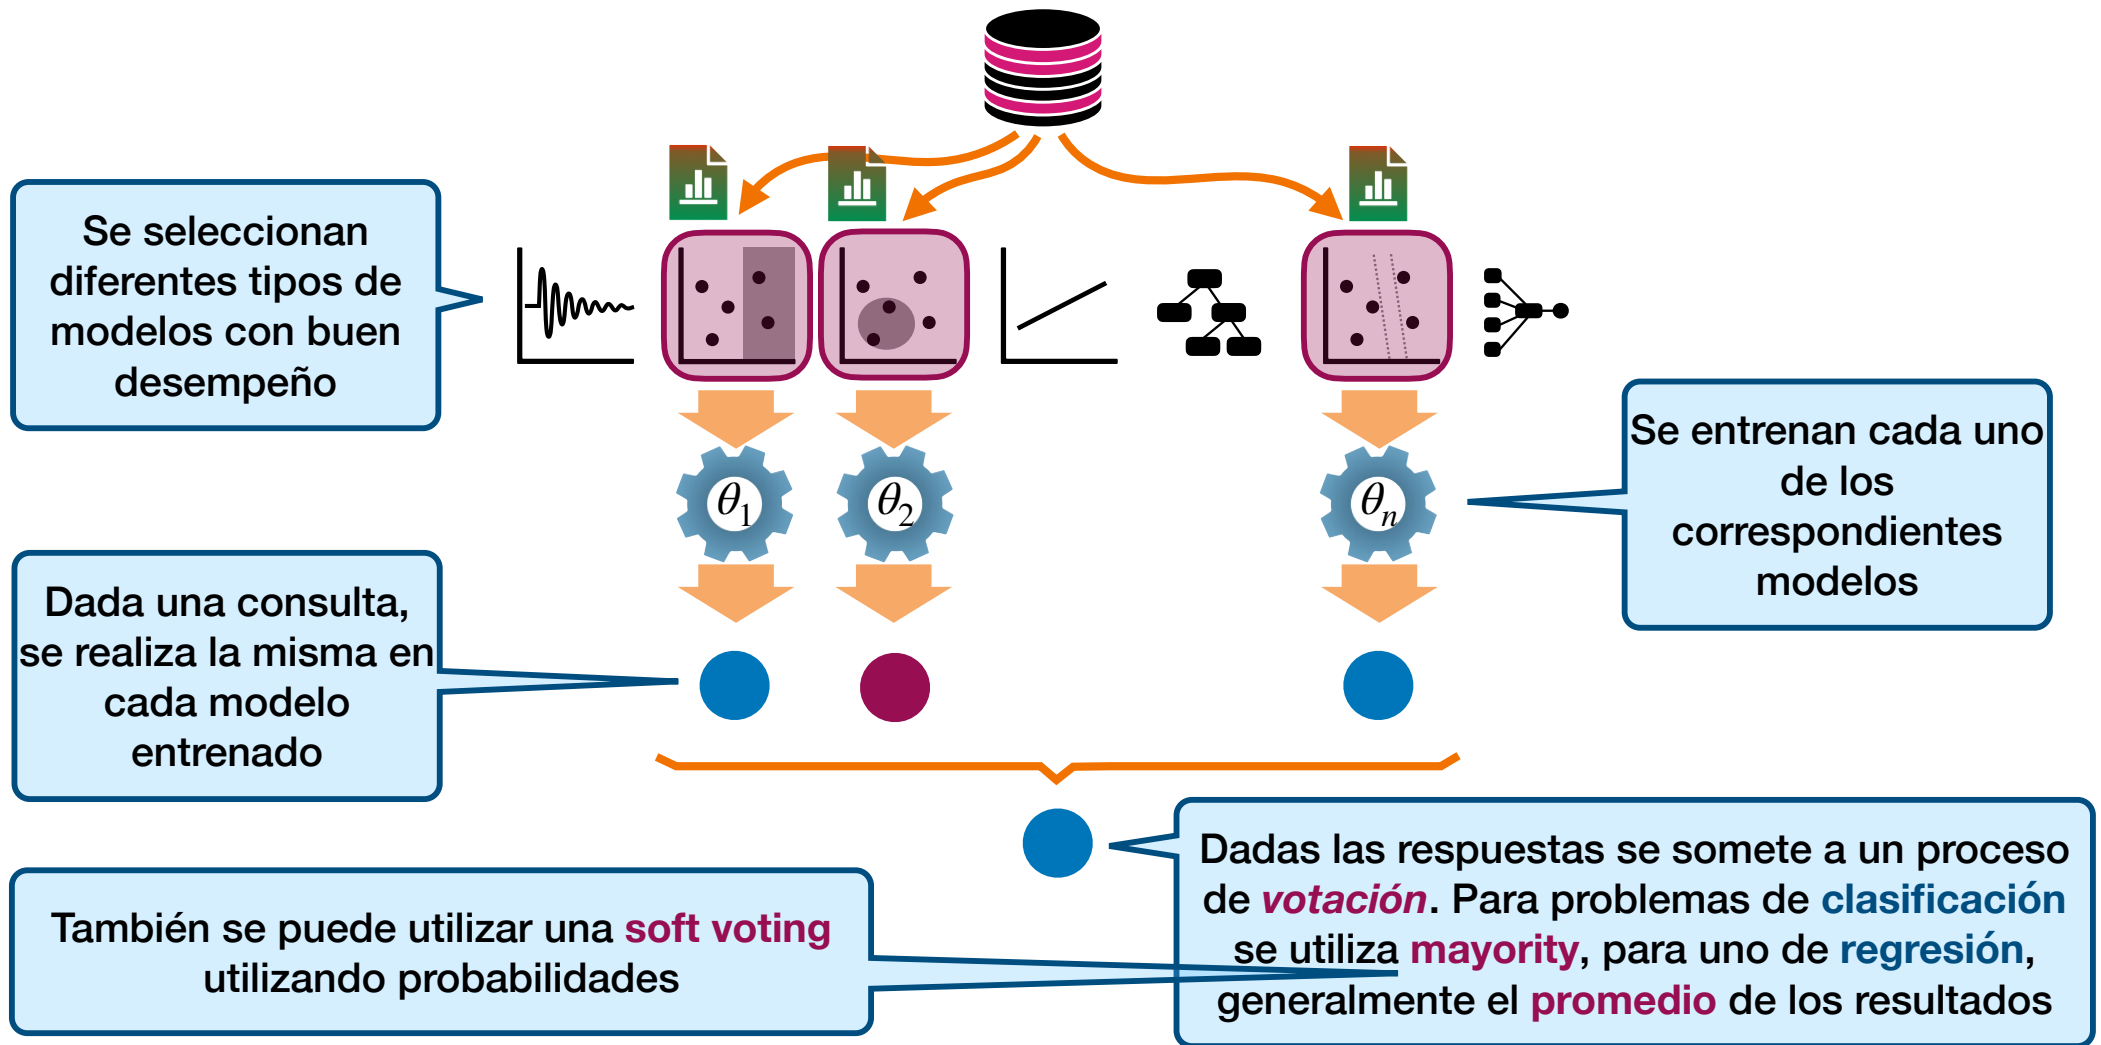 Se seleccionan
diferentes tipos de
modelos con buen
desempeño
θ1
θ2
θn
Se entrenan cada uno
de los
correspondientes
modelos
Dada una consulta,
se realiza la misma en
cada modelo
entrenado
Dadas las respuestas se somete a un proceso
de votación. Para problemas de clasificación
se utiliza mayority, para uno de regresión,
generalmente el promedio de los resultados
También se puede utilizar una soft voting
utilizando probabilidades